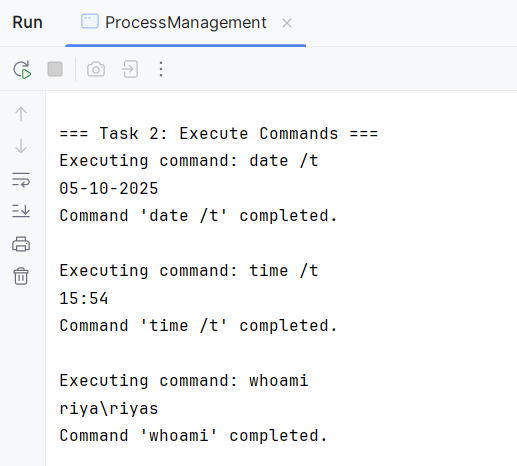 Run
ProcessManagement
=== Task 2: Execute Commands ===
Executing command: date /t
05-10-2025
Command 'date /t' completed.
Executing command: time /t
15:54
Command 'time /t' completed.
Executing command: whoami
riya\riyas
Command 'whoami' completed.